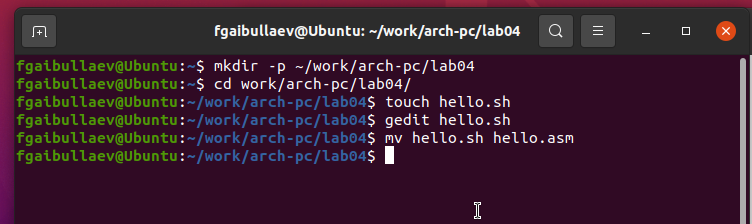 fgaibullaev@Ubuntu: ~/work/arch-pc/lab04
fgaibullaev@Ubuntu:~$ mkdir -p ~/work/arch-pc/lab04
fgaibullaev@Ubuntu:~$ cd work/arch-pc/lab04/
fgaibullaev@Ubuntu:~/work/arch-pc/lab04$ touch hello.sh
fgaibullaev@Ubuntu:~/work/arch-pc/lab04$ gedit hello.sh
fgaibullaev@Ubuntu:~/work/arch-pc/lab04$ mv hello.sh hello.asm
fgaibullaev@Ubuntu:~/work/arch-pc/lab04$